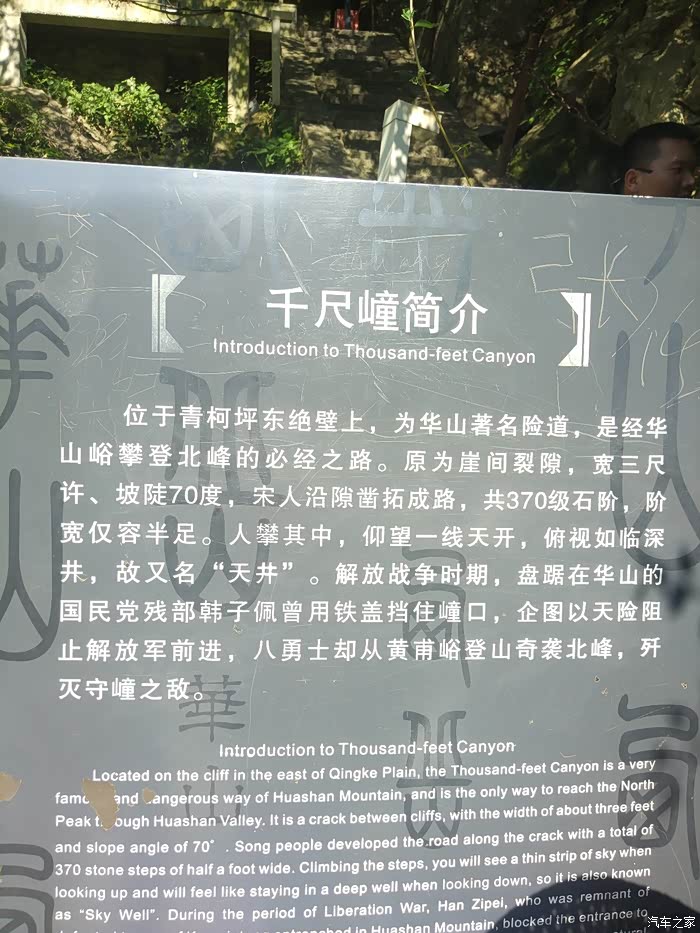 千尺㠉简介
Introduction to Thousand-feet Canyon
位于青柯坪东绝壁上，为华山著名险道，是经华
山峪攀登北峰的必经之路。原为崖间裂隙，宽三尺
许、坡陡70度，宋人沿隙凿拓成路，共370级石阶，阶
宽仅容半足。人攀其中，仰望一线天开，俯视如临深
井，故又名“天井”。解放战争时期，盘踞在华山的
国民党残部韩子佩曾用铁盖挡住㠉口，企图以天险阻
止解放军前进，八勇士却从黄甫峪登山奇袭北峰，歼
灭守㠉之敌。
華山
Introduction to Thousand-feet Canyon
Located on the cliff in the east of Qingke Plain, the Thousand-feet Canyon is a very
and dangerous way of Huashan Mountain, and is the only way to reach the North
Peak through Huashan Valley. It is a crack between cliffs, with the width of about three feet
and slope angle of 70°. Song people developed the road along the crack with a total of
370 stone steps of half a foot wide. Climbing the steps, you will see a thin strip of sky when
looking up and will feel like staying in a deep well when looking down, so it is also known
as “Sky Well”. During the period of Liberation War, Han Zipei, who was remnant of
entrenched in Huashan Mountain, blocked the entrance to
汽车之家